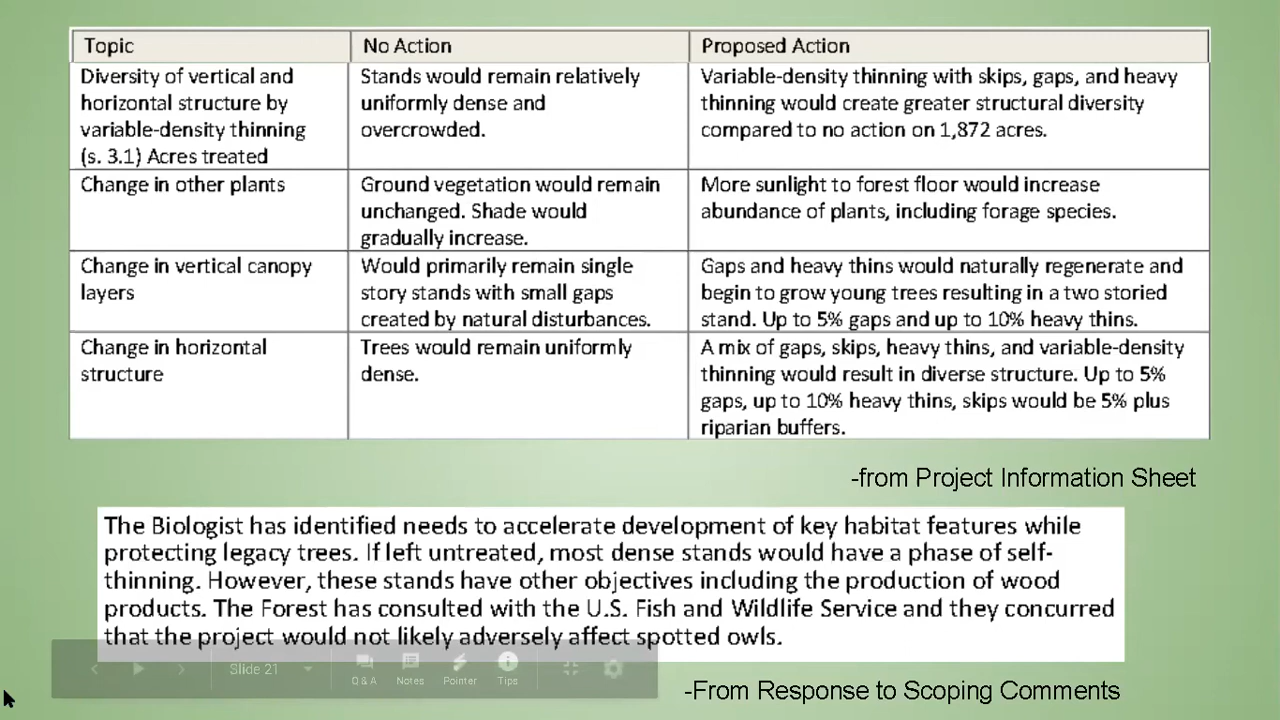 Topic
No Action
Proposed Action
Diversity of vertical and
horizontal structure by
variable-density thinning
(s. 3.1) Acres treated
Stands would remain relatively
uniformly dense and
overcrowded.
Variable-density thinning with skips, gaps, and heavy
thinning would create greater structural diversity
compared to no action on 1,872 acres.
Change in other plants
Ground vegetation would remain
unchanged. Shade would
gradually increase.
More sunlight to forest floor would increase
abundance of plants, including forage species.
Change in vertical canopy
layers
Would primarily remain single
story stands with small gaps
created by natural disturbances.
Gaps and heavy thins would naturally regenerate and
begin to grow young trees resulting in a two storied
stand. Up to 5% gaps and up to 10% heavy thins.
Change in horizontal
structure
Trees would remain uniformly
dense.
A mix of gaps, skips, heavy thins, and variable-density
thinning would result in diverse structure. Up to 5%
gaps, up to 10% heavy thins, skips would be 5% plus
riparian buffers.
-from Project Information Sheet
The Biologist has identified needs to accelerate development of key habitat features while
protecting legacy trees. If left untreated, most dense stands would have a phase of self-
thinning. However, these stands have other objectives including the production of wood
products. The Forest has consulted with the U.S. Fish and Wildlife Service and they concurred
that the project would not likely adversely affect spotted owls.
Slide 21
Q & A
Notes
Pointer
Tips
-From Response to Scoping Comments